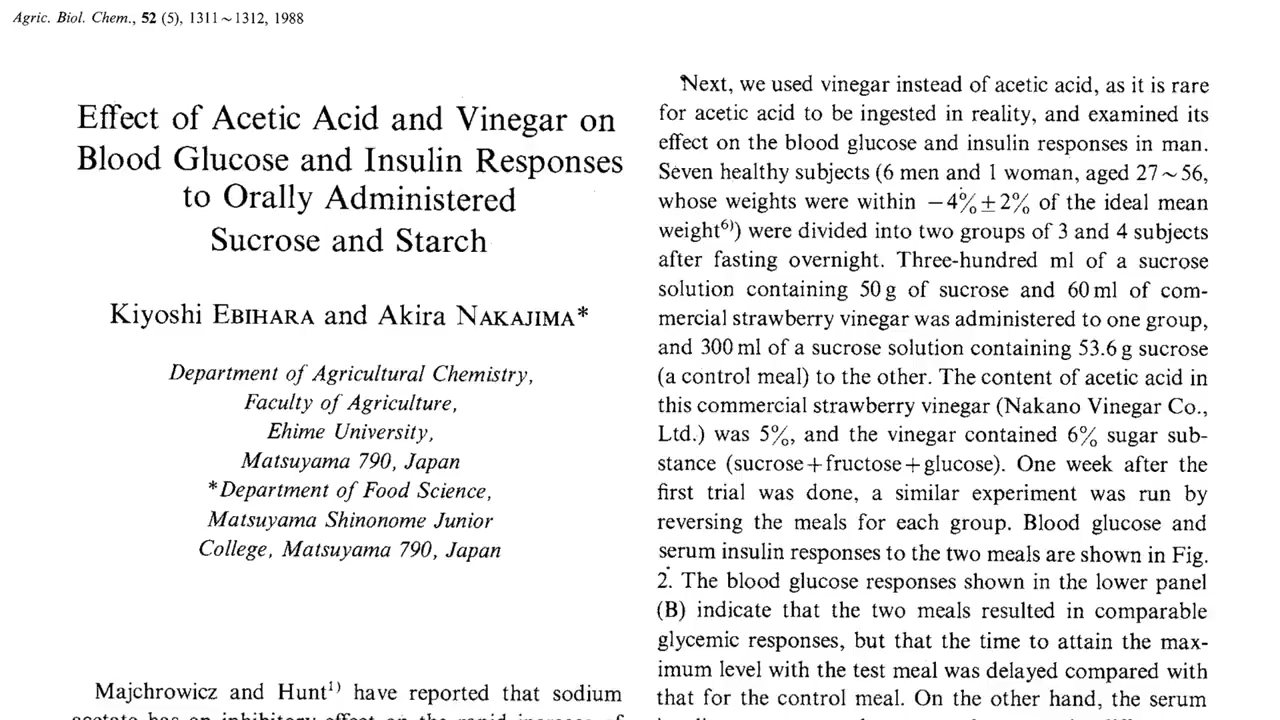 Agric. Biol. Chem., 52 (5), 1311~1312, 1988
Effect of Acetic Acid and Vinegar on
Blood Glucose and Insulin Responses
to Orally Administered
Sucrose and Starch
Kiyoshi EBIHARA and Akira NAKAJIMA*
Department of Agricultural Chemistry,
Faculty of Agriculture,
Ehime University,
Matsuyama 790, Japan
*Department of Food Science,
Matsuyama Shinonome Junior
College, Matsuyama 790, Japan
Majchrowicz and Hunt¹⁾ have reported that sodium
acetate has an inhibitory effect on the rapid increase of
Next, we used vinegar instead of acetic acid, as it is rare
for acetic acid to be ingested in reality, and examined its
effect on the blood glucose and insulin responses in man.
Seven healthy subjects (6 men and 1 woman, aged 27~56,
whose weights were within −4%±2% of the ideal mean
weight⁶⁾) were divided into two groups of 3 and 4 subjects
after fasting overnight. Three-hundred ml of a sucrose
solution containing 50 g of sucrose and 60 ml of com-
mercial strawberry vinegar was administered to one group,
and 300 ml of a sucrose solution containing 53.6 g sucrose
(a control meal) to the other. The content of acetic acid in
this commercial strawberry vinegar (Nakano Vinegar Co.,
Ltd.) was 5%, and the vinegar contained 6% sugar sub-
stance (sucrose+fructose+glucose). One week after the
first trial was done, a similar experiment was run by
reversing the meals for each group. Blood glucose and
serum insulin responses to the two meals are shown in Fig.
2. The blood glucose responses shown in the lower panel
(B) indicate that the two meals resulted in comparable
glycemic responses, but that the time to attain the max-
imum level with the test meal was delayed compared with
that for the control meal. On the other hand, the serum